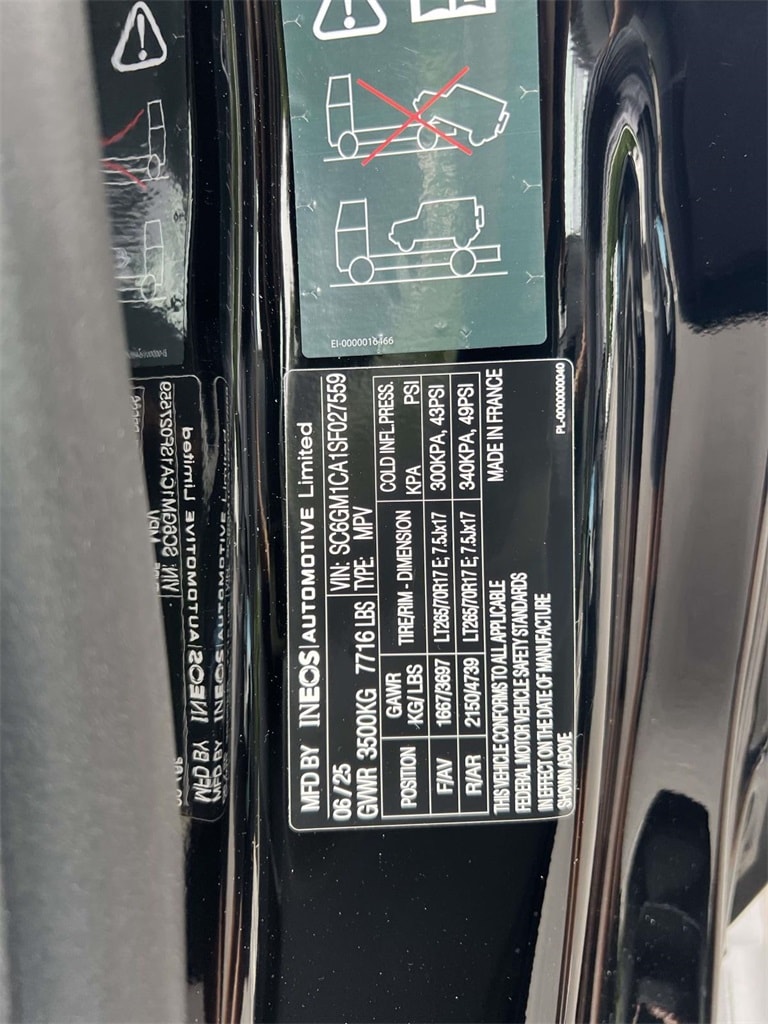 EI-0000016466
MFD BY INEOS|AUTOMOTIVE Limited
06/25 VIN: SC6GM1CA1SF027559
GVWR 3500KG 7716 LBS TYPE: MPV
POSITION GAWR KG/LBS TIRE/RIM - DIMENSION COLD INFL.PRESS. KPA PSI
F/AV 1667/3697 LT265/70R17 E; 7.5Jx17 300KPA, 43PSI
R/AR 2150/4739 LT265/70R17 E; 7.5Jx17 340KPA, 49PSI
THIS VEHICLE CONFORMS TO ALL APPLICABLE MADE IN FRANCE
FEDERAL MOTOR VEHICLE SAFETY STANDARDS
IN EFFECT ON THE DATE OF MANUFACTURE
SHOWN ABOVE
PL-0000000040